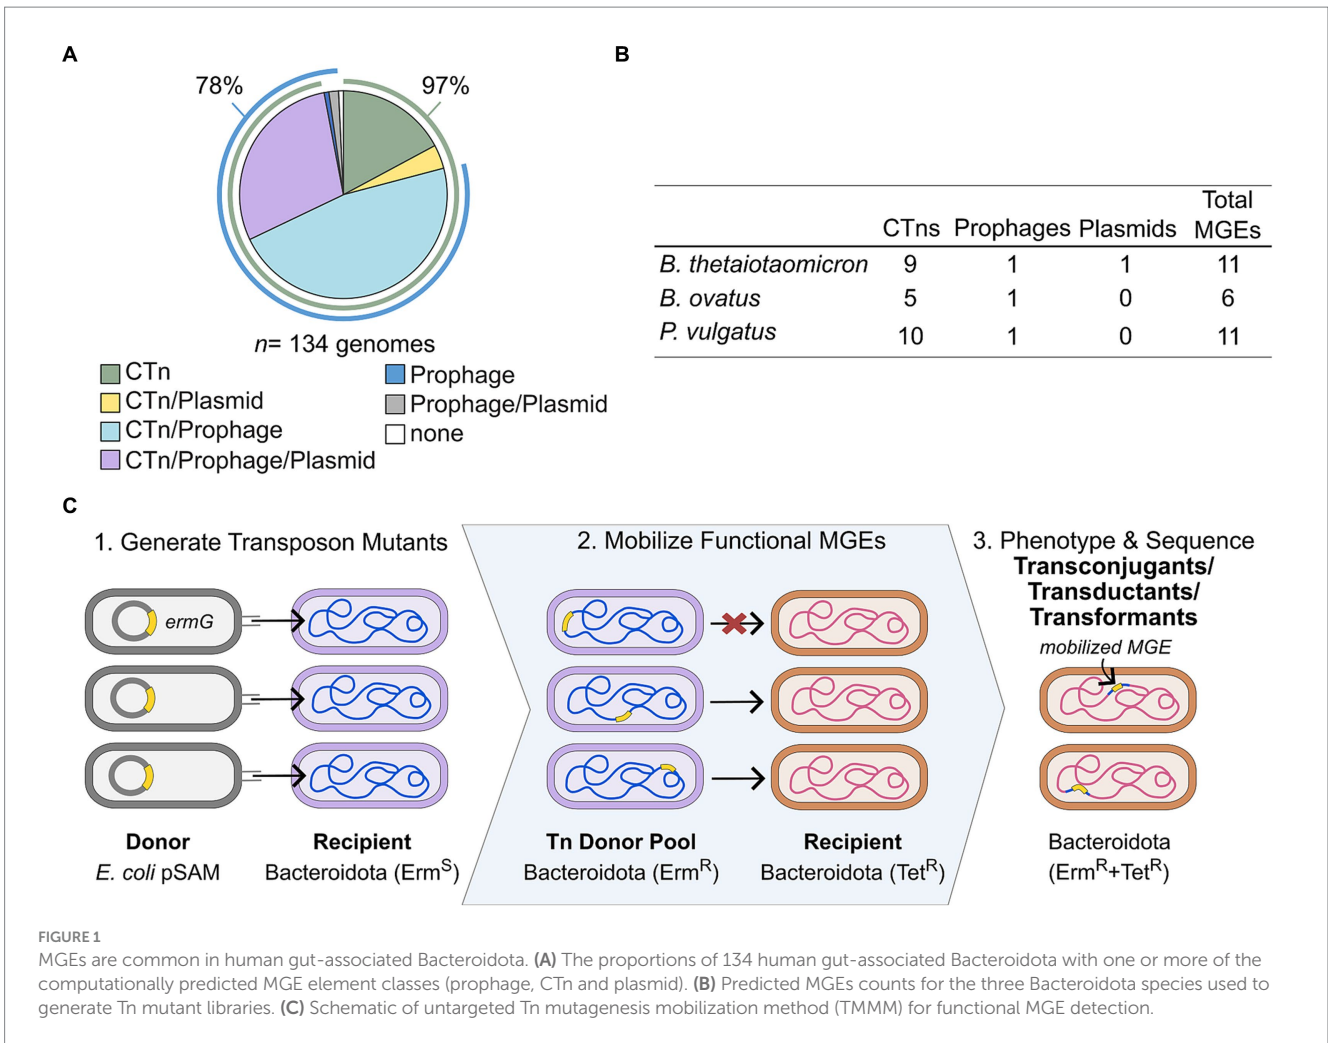 A
78%
97%
n= 134 genomes
CTn
CTn/Plasmid
CTn/Prophage
CTn/Prophage/Plasmid
Prophage
Prophage/Plasmid
none
B
CTns Prophages Plasmids Total MGEs
B. thetaiotaomicron 9 1 1 11
B. ovatus 5 1 0 6
P. vulgatus 10 1 0 11
C
1. Generate Transposon Mutants
ermG
Donor
E. coli pSAM
Recipient
Bacteroidota (ErmS)
2. Mobilize Functional MGEs
Tn Donor Pool
Bacteroidota (ErmR)
Recipient
Bacteroidota (TetR)
3. Phenotype & Sequence
Transconjugants/
Transductants/
Transformants
mobilized MGE
Bacteroidota
(ErmR+TetR)
FIGURE 1
MGEs are common in human gut-associated Bacteroidota. (A) The proportions of 134 human gut-associated Bacteroidota with one or more of the
computationally predicted MGE element classes (prophage, CTn and plasmid). (B) Predicted MGEs counts for the three Bacteroidota species used to
generate Tn mutant libraries. (C) Schematic of untargeted Tn mutagenesis mobilization method (TMMM) for functional MGE detection.